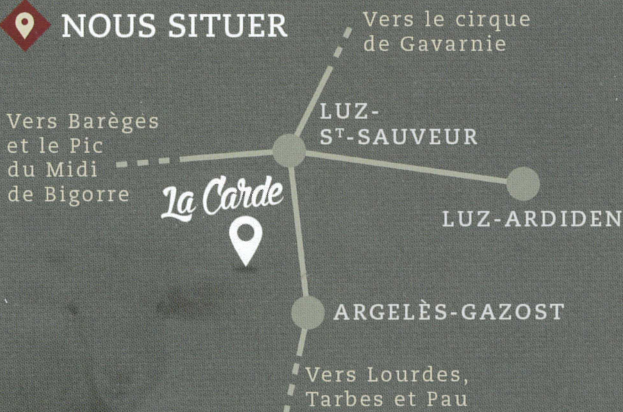 NOUS SITUER
Vers le cirque
de Gavarnie
LUZ-
Sᵀ-SAUVEUR
Vers Barèges
et le Pic
du Midi
de Bigorre
La Carde
LUZ-ARDIDEN
ARGELÈS-GAZOST
Vers Lourdes,
Tarbes et Pau